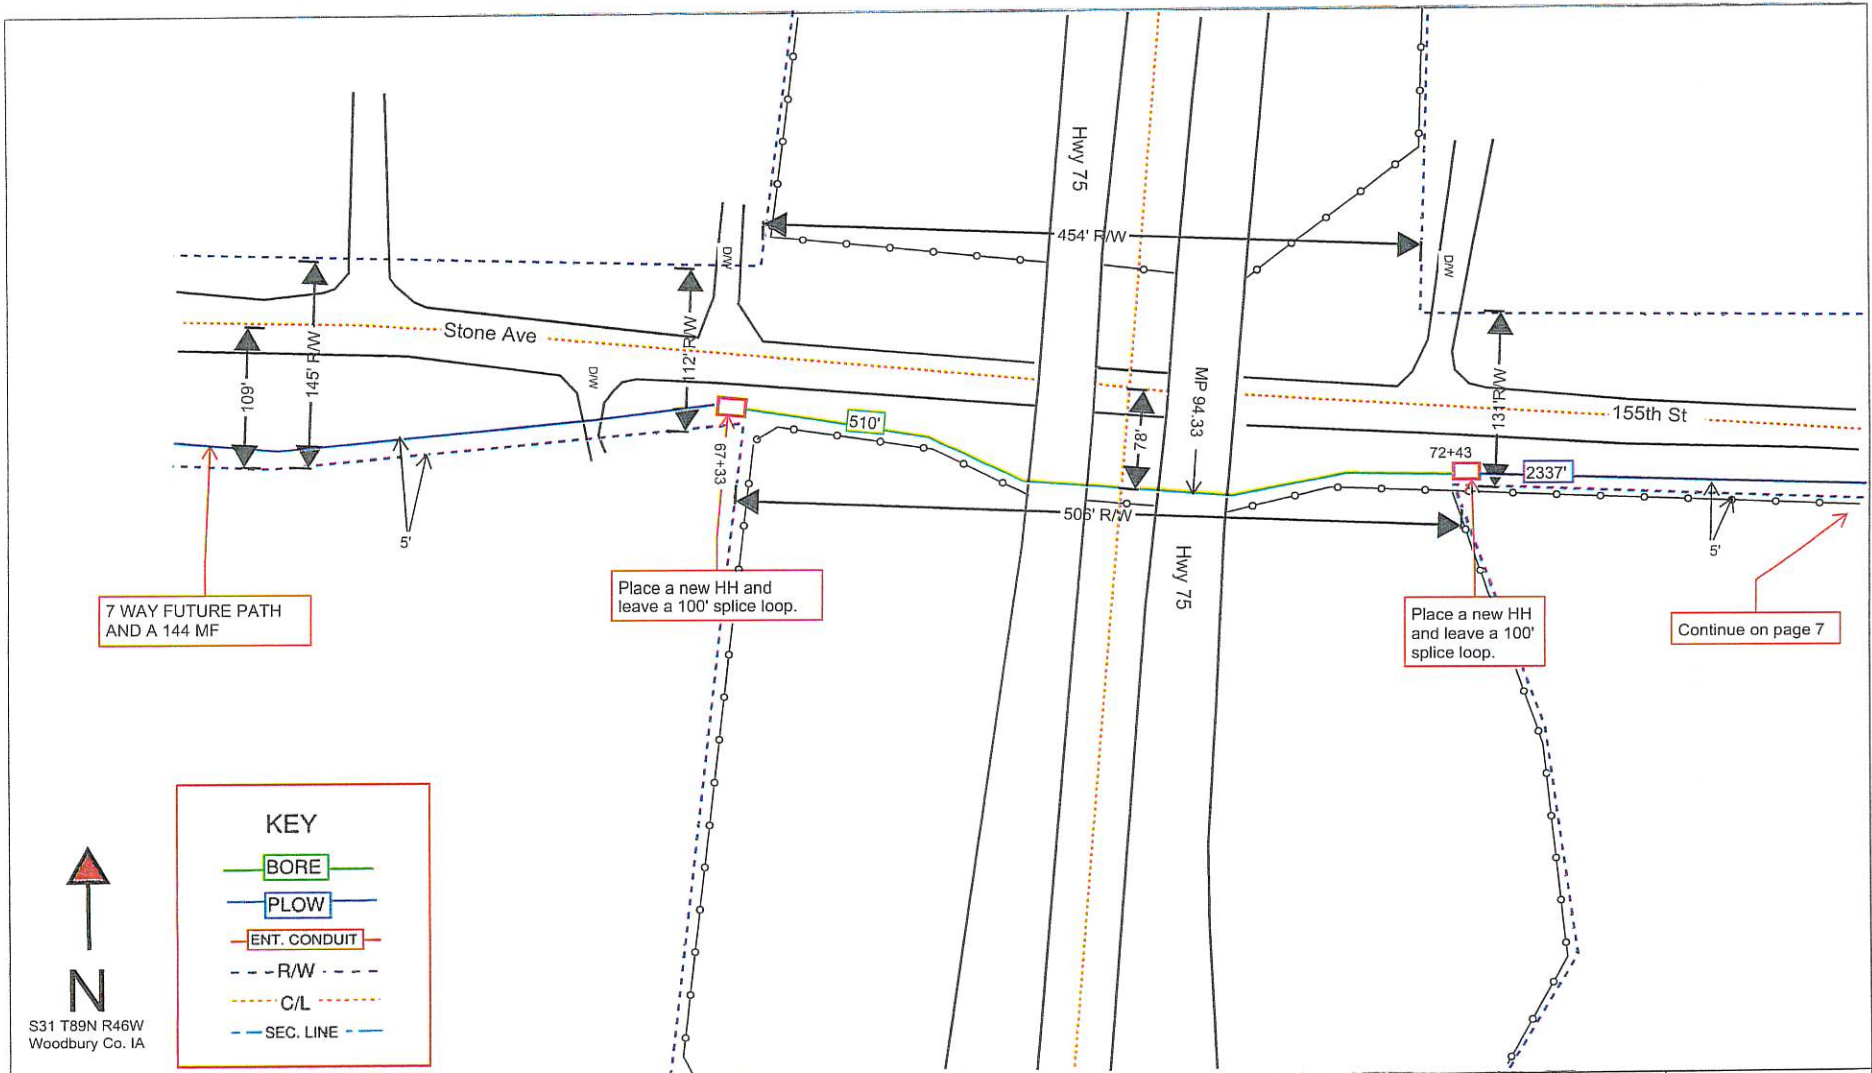 Hwy 75
454' R/W
D/W
D/W
Stone Ave
145' R/W
112' R/W
109'
D/W
MP 94.33
131' R/W
155th St
510'
78'
67+33
72+43
2337'
506' R/W
Hwy 75
5'
5'
7 WAY FUTURE PATH
AND A 144 MF
Place a new HH and
leave a 100' splice loop.
Place a new HH
and leave a 100'
splice loop.
Continue on page 7
KEY
BORE
PLOW
ENT. CONDUIT
R/W
C/L
SEC. LINE
N
S31 T89N R46W
Woodbury Co. IA